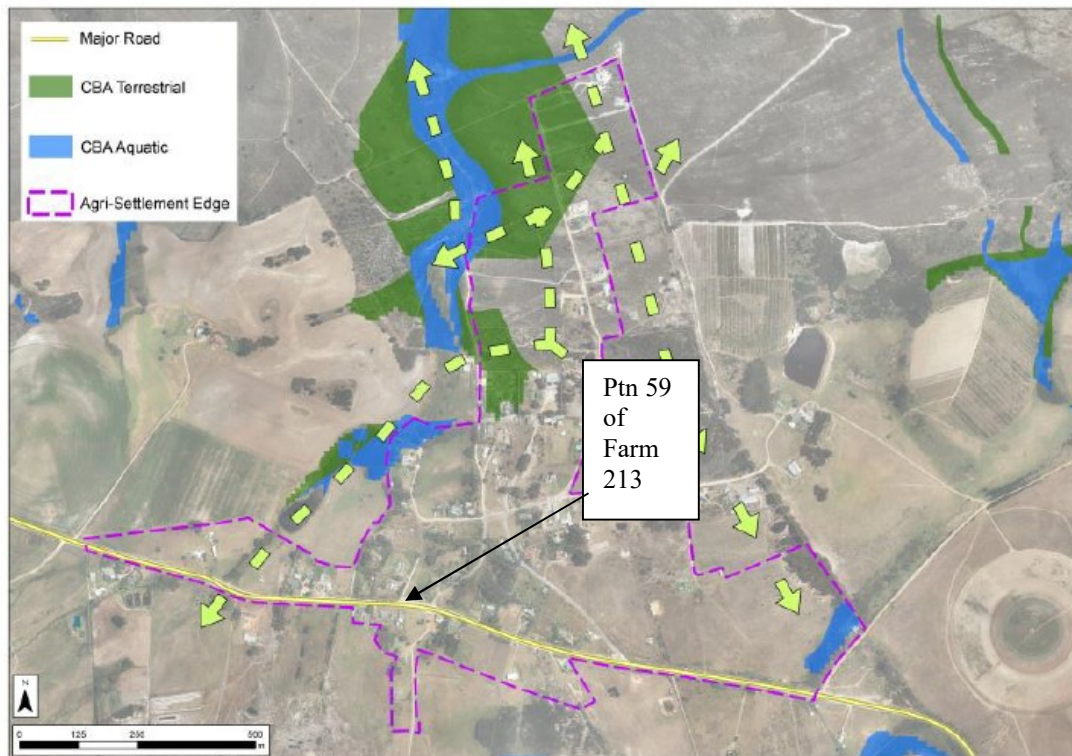 Major Road
CBA Terrestrial
CBA Aquatic
Agri-Settlement Edge
Ptn 59
of
Farm
213
N
0 125 250 500
m